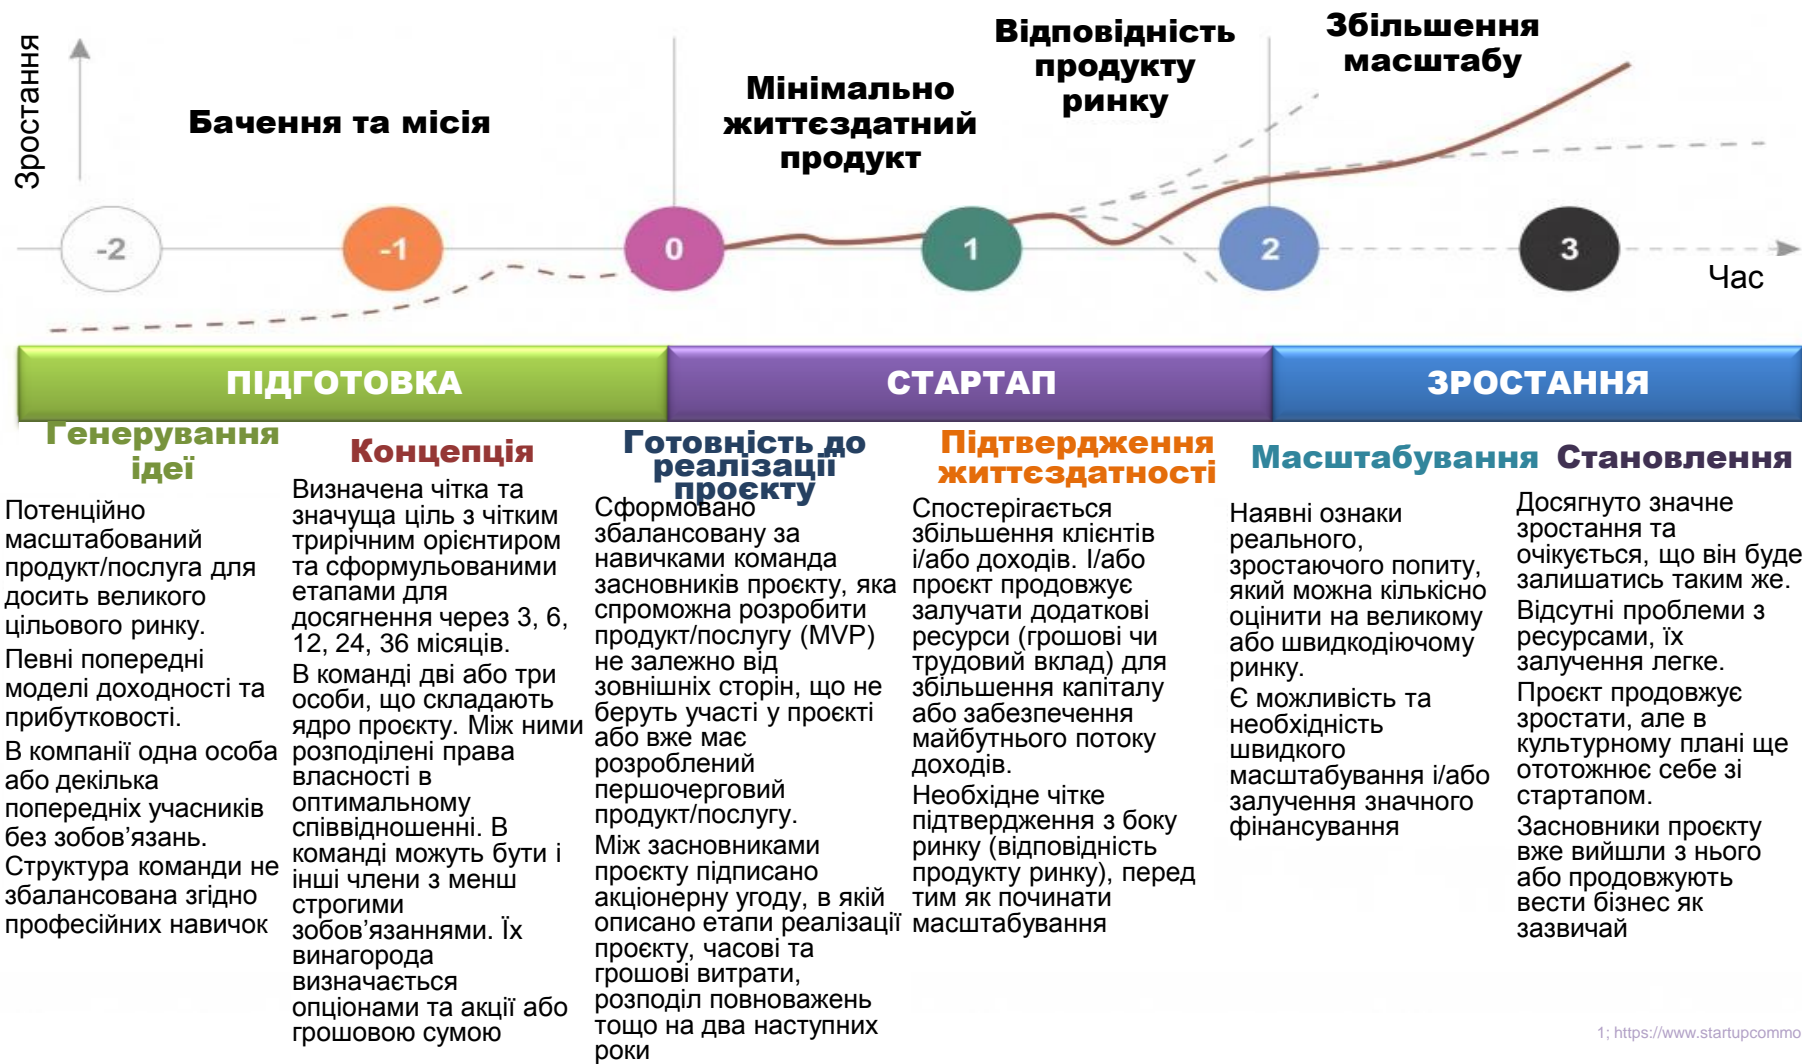 Зростання
Бачення та місія
Мінімально
життєздатний
продукт
Відповідність
продукту
ринку
Збільшення
масштабу
-2
-1
0
1
2
3
Час
ПІДГОТОВКА
СТАРТАП
ЗРОСТАННЯ
Генерування
ідеї
Потенційно
масштабований
продукт/послуга для
досить великого
цільового ринку.
Певні попередні
моделі доходності та
прибутковості.
В компанії одна особа
або декілька
попередніх учасників
без зобов’язань.
Структура команди не
збалансована згідно
професійних навичок
Концепція
Визначена чітка та
значуща ціль з чітким
трирічним орієнтиром
та сформульованими
етапами для
досягнення через 3, 6,
12, 24, 36 місяців.
В команді дві або три
особи, що складають
ядро проєкту. Між ними
розподілені права
власності в
оптимальному
співвідношенні. В
команді можуть бути і
інші члени з менш
строгими
зобов’язаннями. Їх
винагорода
визначається
опціонами та акції або
грошовою сумою
Готовність до
реалізації
проєкту
Сформовано
збалансовану за
навичками команда
засновників проєкту, яка
спроможна розробити
продукт/послугу (MVP)
не залежно від
зовнішніх сторін, що не
беруть участі у проєкті
або вже має
розроблений
першочерговий
продукт/послугу.
Між засновниками
проєкту підписано
акціонерну угоду, в якій
описано етапи реалізації
проєкту, часові та
грошові витрати,
розподіл повноважень
тощо на два наступних
роки
Підтвердження
життєздатності
Спостерігається
збільшення клієнтів
і/або доходів. І/або
проєкт продовжує
залучати додаткові
ресурси (грошові чи
трудовий вклад) для
збільшення капіталу
або забезпечення
майбутнього потоку
доходів.
Необхідне чітке
підтвердження з боку
ринку (відповідність
продукту ринку), перед
тим як починати
масштабування
Масштабування
Наявні ознаки
реального,
зростаючого попиту,
який можна кількісно
оцінити на великому
або швидкодіючому
ринку.
Є можливість та
необхідність
швидкого
масштабування і/або
залучення значного
фінансування
Становлення
Досягнуто значне
зростання та
очікується, що він буде
залишатись таким же.
Відсутні проблеми з
ресурсами, їх
залучення легке.
Проєкт продовжує
зростати, але в
культурному плані ще
ототожнює себе зі
стартапом.
Засновники проєкту
вже вийшли з нього
або продовжують
вести бізнес як
зазвичай
1; https://www.startupcommo